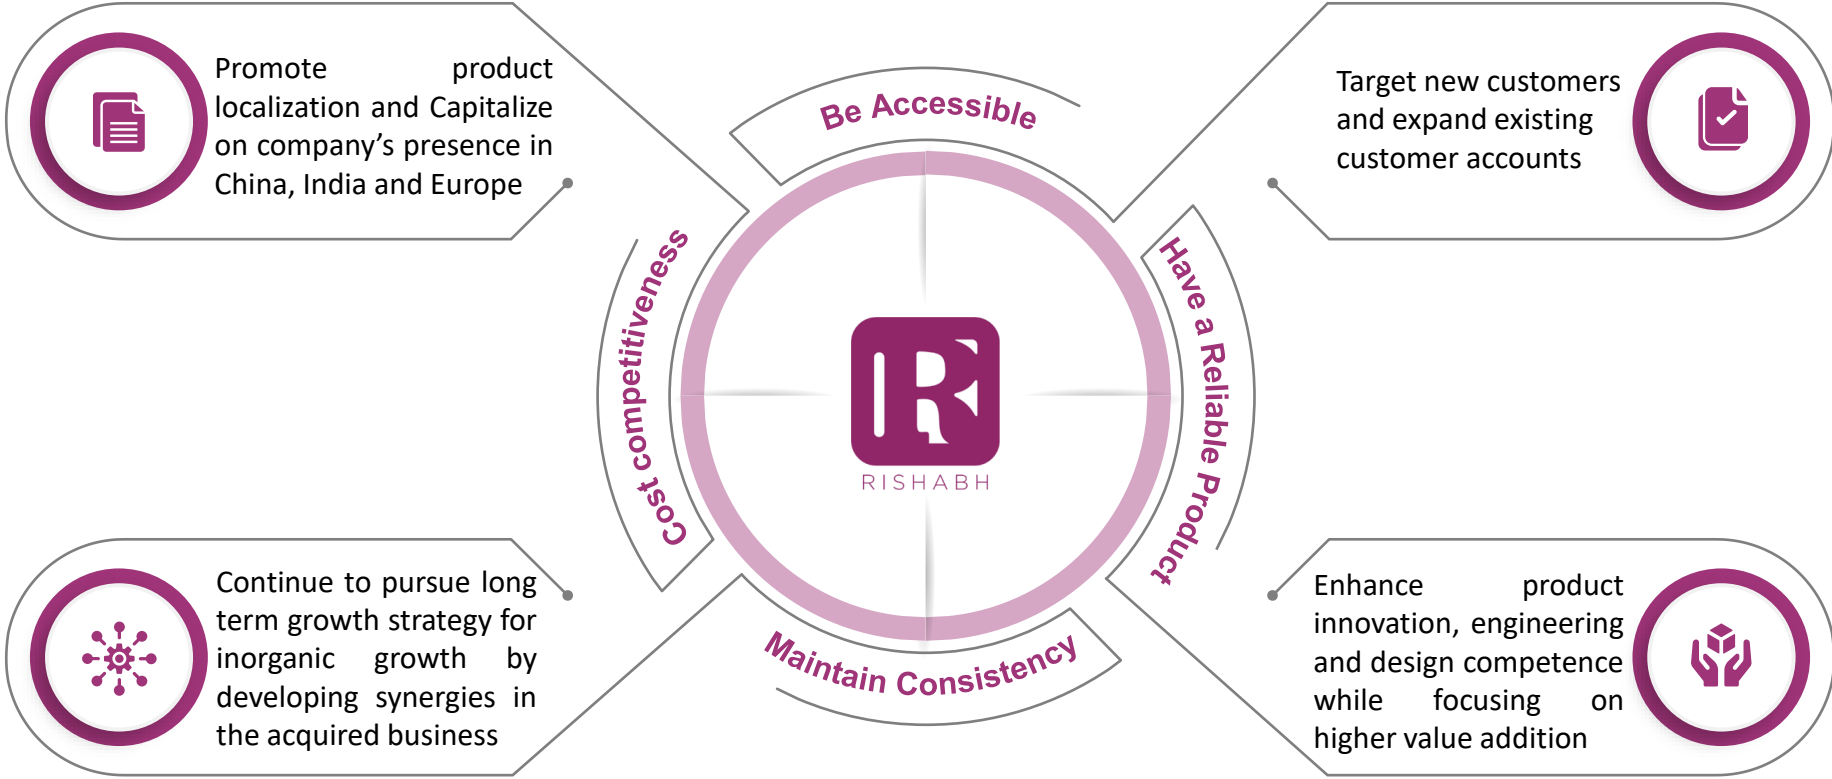 Promote product
localization and Capitalize
on company’s presence in
China, India and Europe
Be Accessible
Target new customers
and expand existing
customer accounts
Cost competitiveness
Have a Reliable Product
R
RISHABH
Maintain Consistency
Continue to pursue long
term growth strategy for
inorganic growth by
developing synergies in
the acquired business
Enhance product
innovation, engineering
and design competence
while focusing on
higher value addition